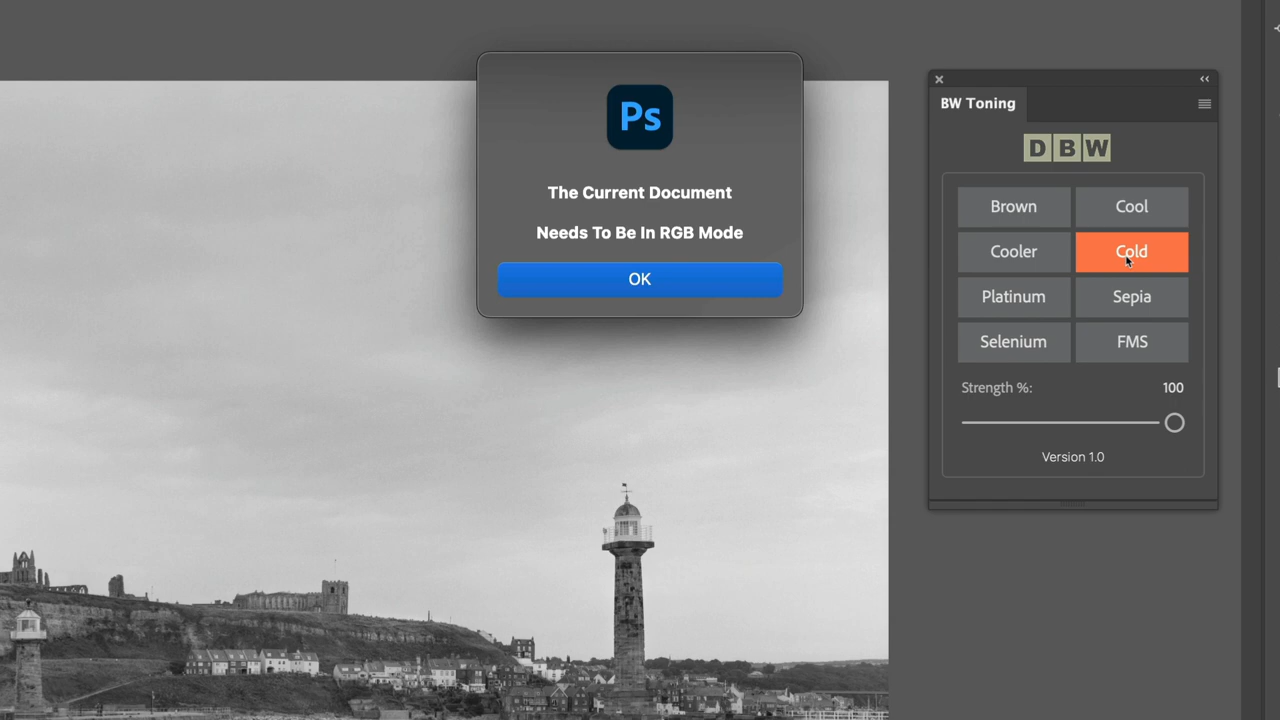 Ps
The Current Document
Needs To Be In RGB Mode
OK
BW Toning
DBW
Brown
Cool
Cooler
Cold
Platinum
Sepia
Selenium
FMS
Strength %:
100
Version 1.0